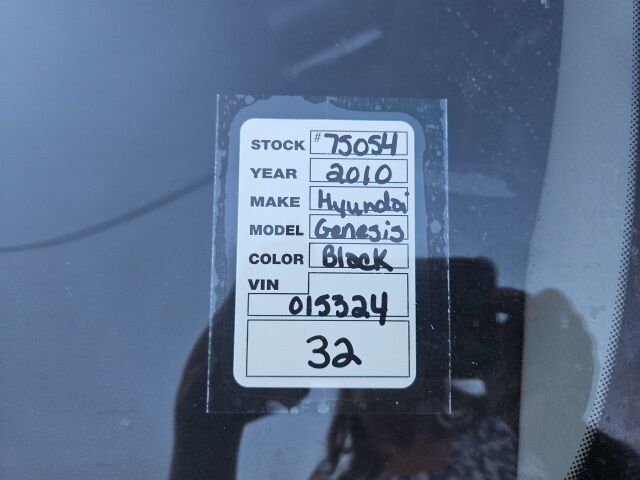 STOCK #75054
YEAR 2010
MAKE Hyundai
MODEL Genesis
COLOR Black
VIN
015324
32